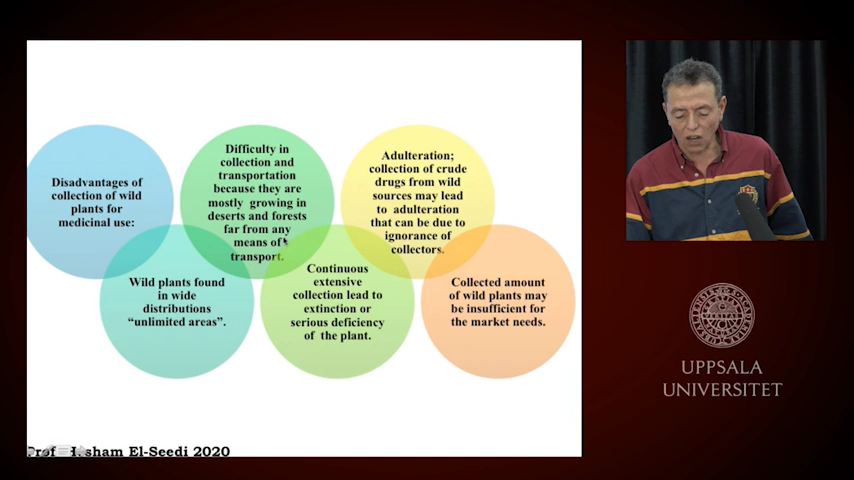 Disadvantages of
collection of wild
plants for
medicinal use:
Wild plants found
in wide
distributions
“unlimited areas”.
Difficulty in
collection and
transportation
because they are
mostly growing in
deserts and forests
far from any
means of
transport.
Continuous
extensive
collection lead to
extinction or
serious deficiency
of the plant.
Adulteration;
collection of crude
drugs from wild
sources may lead
to adulteration
that can be due to
ignorance of
collectors.
Collected amount
of wild plants may
be insufficient for
the market needs.
El-Seedi 2020
UPPSALA
UNIVERSITET